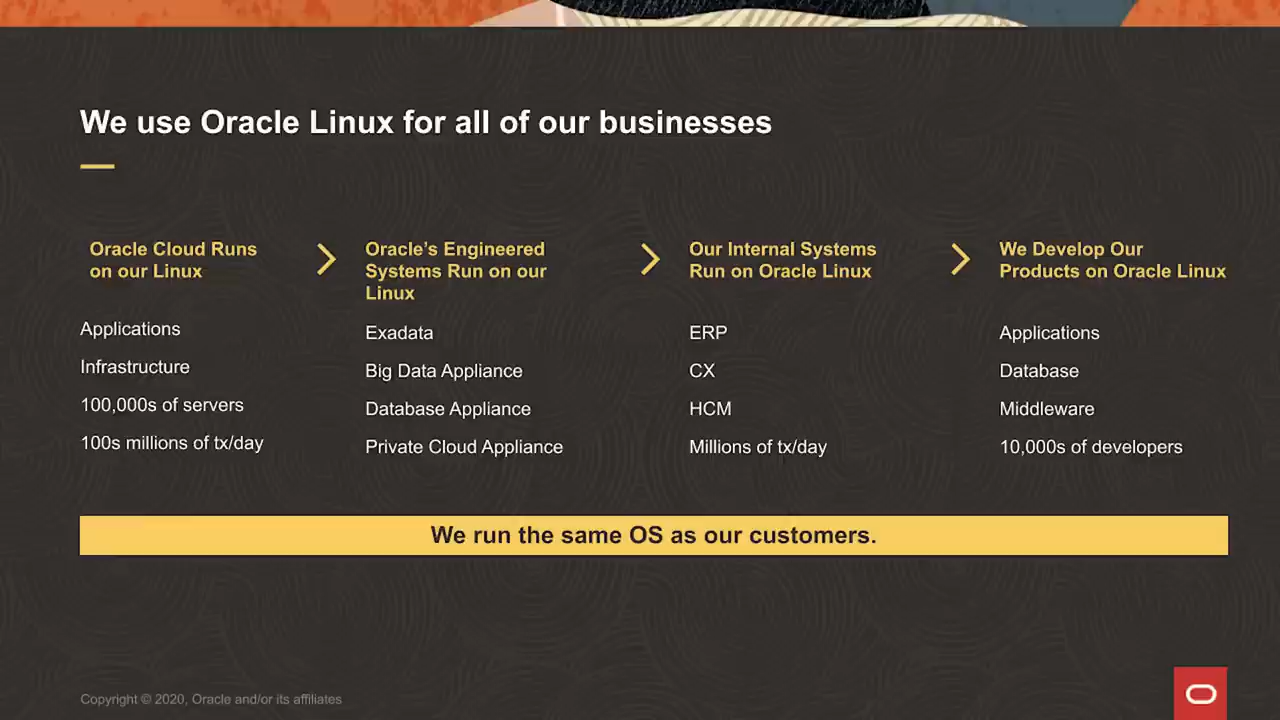 We use Oracle Linux for all of our businesses
Oracle Cloud Runs
on our Linux
Applications
Infrastructure
100,000s of servers
100s millions of tx/day
Oracle’s Engineered
Systems Run on our
Linux
Exadata
Big Data Appliance
Database Appliance
Private Cloud Appliance
Our Internal Systems
Run on Oracle Linux
ERP
CX
HCM
Millions of tx/day
We Develop Our
Products on Oracle Linux
Applications
Database
Middleware
10,000s of developers
We run the same OS as our customers.
Copyright © 2020, Oracle and/or its affiliates